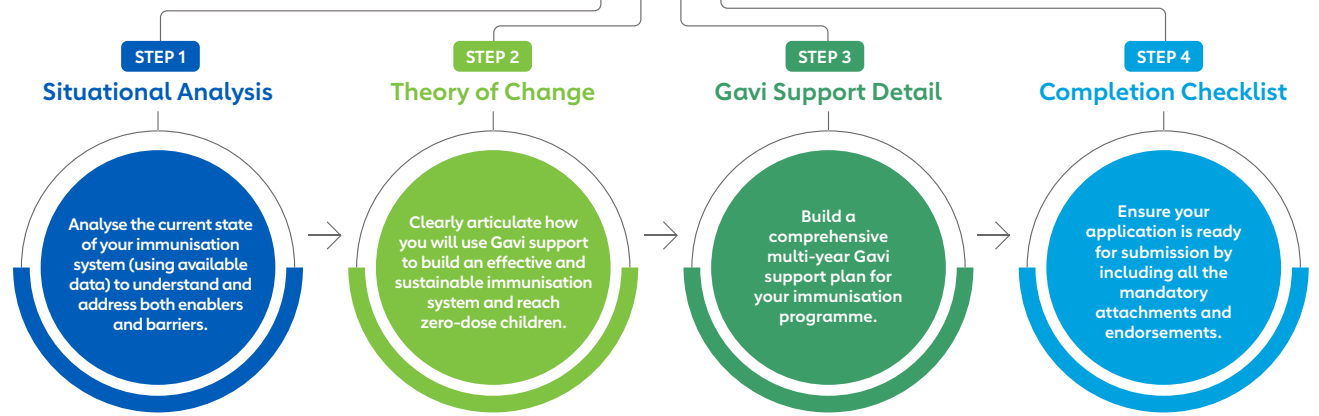 STEP 1
Situational Analysis
Analyse the current state
of your immunisation
system (using available
data) to understand and
address both enablers
and barriers.
STEP 2
Theory of Change
Clearly articulate how
you will use Gavi support
to build an effective and
sustainable immunisation
system and reach
zero-dose children.
STEP 3
Gavi Support Detail
Build a
comprehensive
multi-year Gavi
support plan for
your immunisation
programme.
STEP 4
Completion Checklist
Ensure your
application is ready
for submission by
including all the
mandatory
attachments and
endorsements.